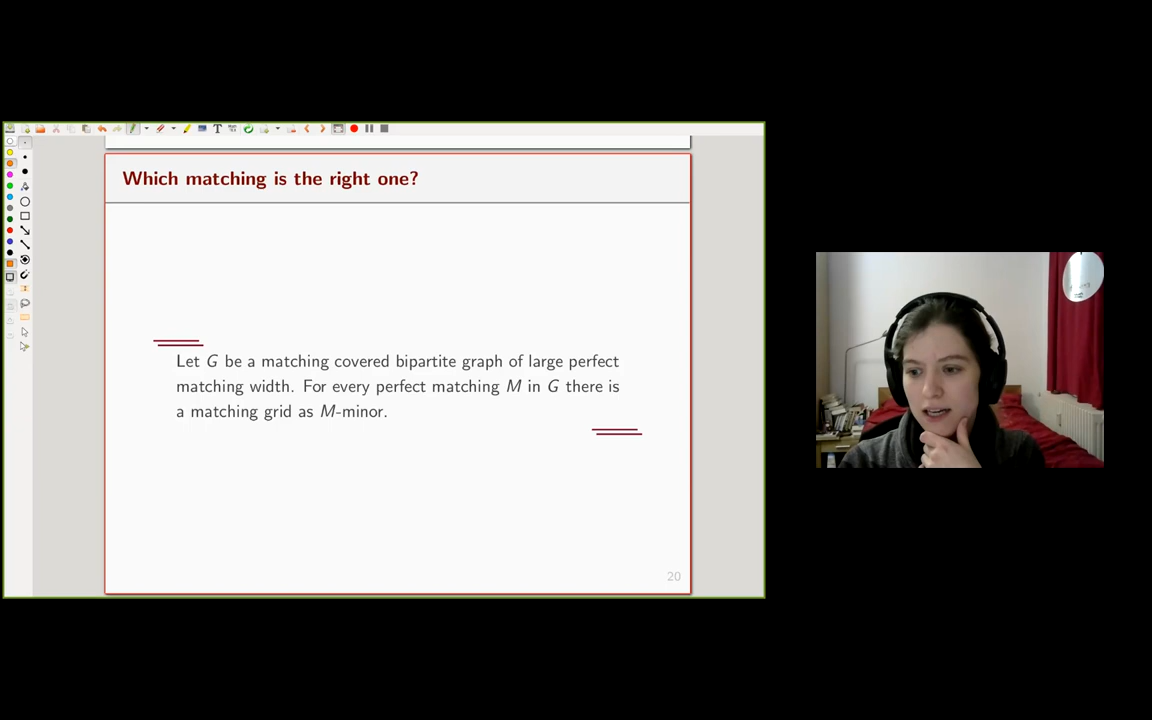 Which matching is the right one?
Let G be a matching covered bipartite graph of large perfect
matching width. For every perfect matching M in G there is
a matching grid as M-minor.
20